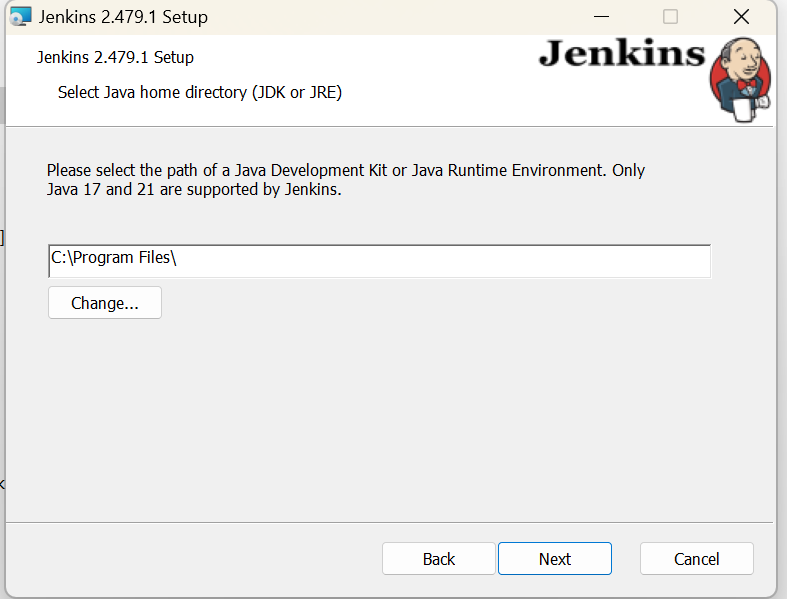 Jenkins 2.479.1 Setup
Jenkins 2.479.1 Setup
Jenkins
Select Java home directory (JDK or JRE)
Please select the path of a Java Development Kit or Java Runtime Environment. Only
Java 17 and 21 are supported by Jenkins.
C:\Program Files\
Change...
Back
Next
Cancel